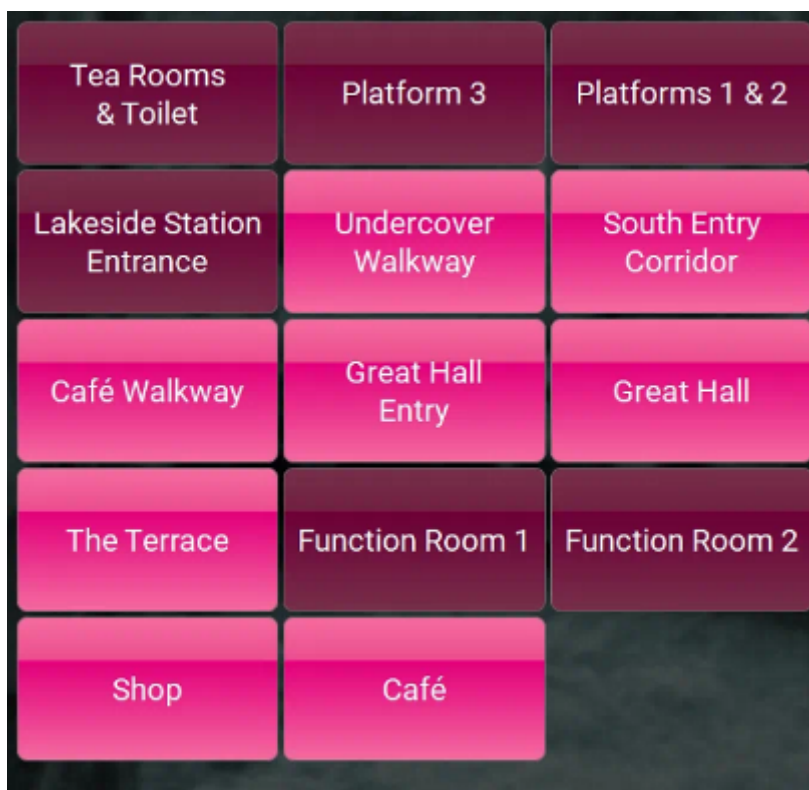 Tea Rooms
& Toilet
Platform 3
Platforms 1 & 2
Lakeside Station
Entrance
Undercover
Walkway
South Entry
Corridor
Café Walkway
Great Hall
Entry
Great Hall
The Terrace
Function Room 1
Function Room 2
Shop
Café